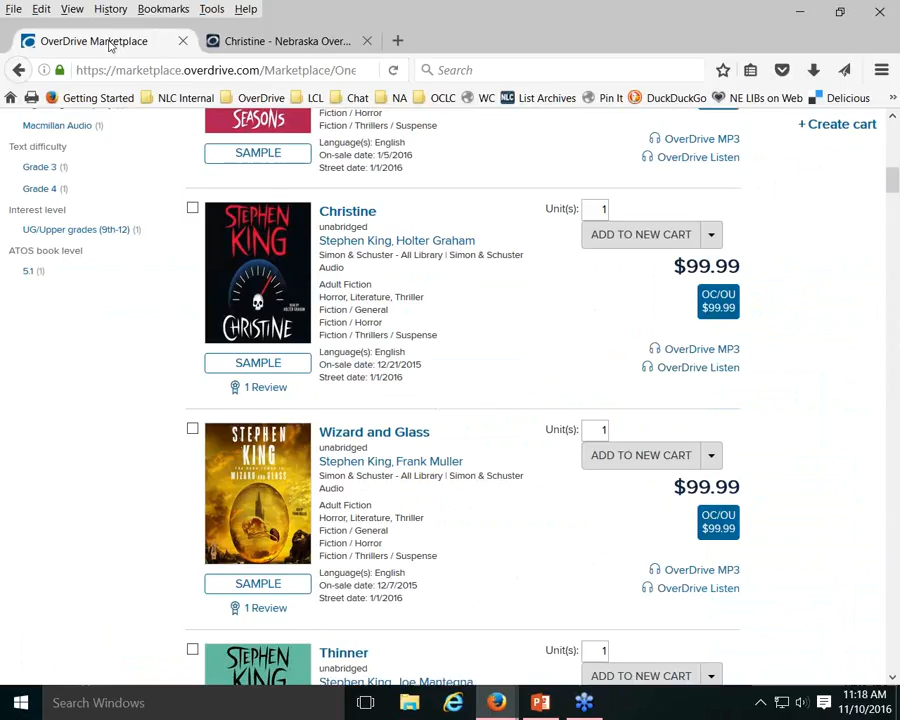 File Edit View History Bookmarks Tools Help
OverDrive Marketplace
Christine - Nebraska Over...
https://marketplace.overdrive.com/Marketplace/One
Search
Getting Started NLC Internal OverDrive LCL Chat NA OCLC WC NLC List Archives Pin It DuckDuckGo NE LIBs on Web Delicious
Macmillan Audio (1)
Text difficulty
Grade 3 (1)
Grade 4 (1)
Interest level
UG/Upper grades (9th-12) (1)
ATOS book level
5.1 (1)
SEASONS
SAMPLE
Fiction / Horror
Fiction / Thrillers / Suspense
Language(s): English
On-sale date: 1/5/2016
Street date: 1/1/2016
OverDrive MP3
OverDrive Listen
+ Create cart
STEPHEN
KING
CHRISTINE
SAMPLE
1 Review
Christine
unabridged
Stephen King, Holter Graham
Simon & Schuster - All Library | Simon & Schuster
Audio
Adult Fiction
Horror, Literature, Thriller
Fiction / General
Fiction / Horror
Fiction / Thrillers / Suspense
Language(s): English
On-sale date: 12/21/2015
Street date: 1/1/2016
Unit(s): 1
ADD TO NEW CART
$99.99
OC/OU
$99.99
OverDrive MP3
OverDrive Listen
STEPHEN
KING
WIZARD AND GLASS
SAMPLE
1 Review
Wizard and Glass
unabridged
Stephen King, Frank Muller
Simon & Schuster - All Library | Simon & Schuster
Audio
Adult Fiction
Horror, Literature, Thriller
Fiction / General
Fiction / Horror
Fiction / Thrillers / Suspense
Language(s): English
On-sale date: 12/7/2015
Street date: 1/1/2016
Unit(s): 1
ADD TO NEW CART
$99.99
OC/OU
$99.99
OverDrive MP3
OverDrive Listen
STEPHEN
Thinner
unabridged
Stephen King, Joe Mantegna
Unit(s): 1
ADD TO NEW CART
Search Windows
11:18 AM
11/10/2016